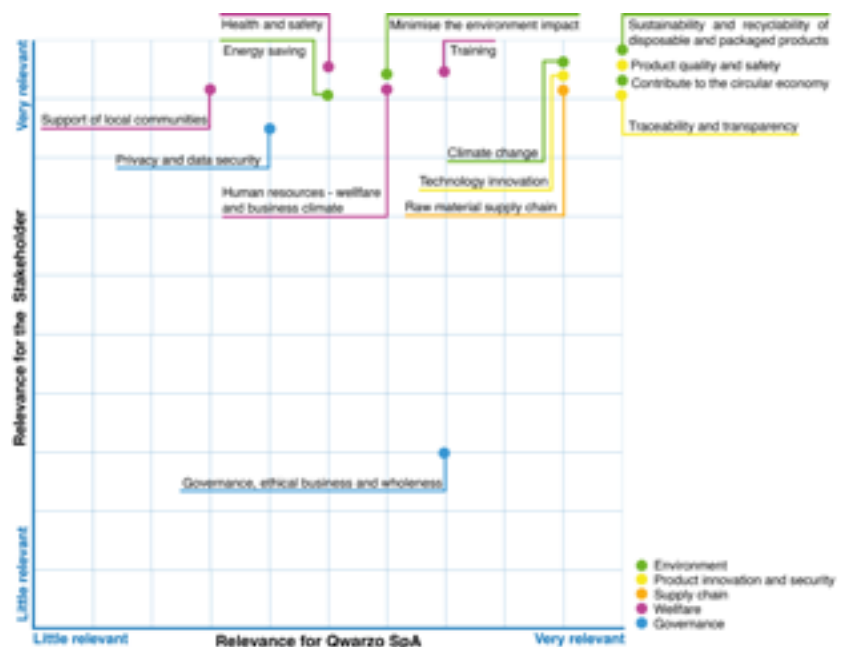 Health and safety
Minimise the environment impact
Sustainability and recyclability of
disposable and packaged products
Energy saving
Training
Product quality and safety
Contribute to the circular economy
Very relevant
Support of local communities
Traceability and transparency
Privacy and data security
Climate change
Technology innovation
Human resources - wellfare
and business climate
Raw material supply chain
Relevance for the Stakeholder
Governance, ethical business and wholeness
Little relevant
Environment
Product innovation and security
Supply chain
Wellfare
Governance
Little relevant
Relevance for Qwarzo SpA
Very relevant